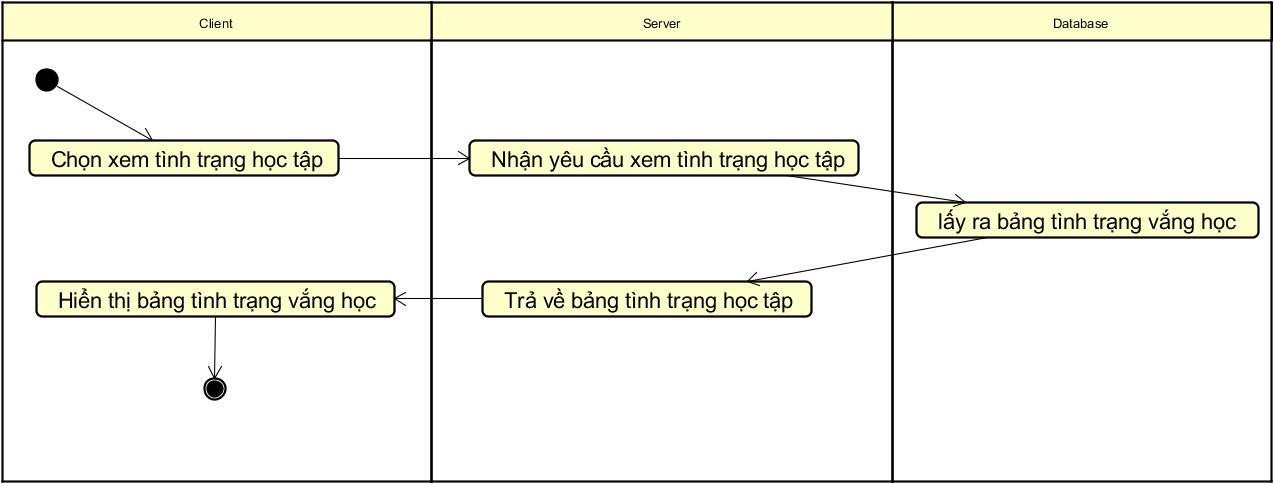 Client
Server
Database
Chọn xem tình trạng học tập
Nhận yêu cầu xem tình trạng học tập
lấy ra bảng tình trạng vắng học
Trả về bảng tình trạng học tập
Hiển thị bảng tình trạng vắng học